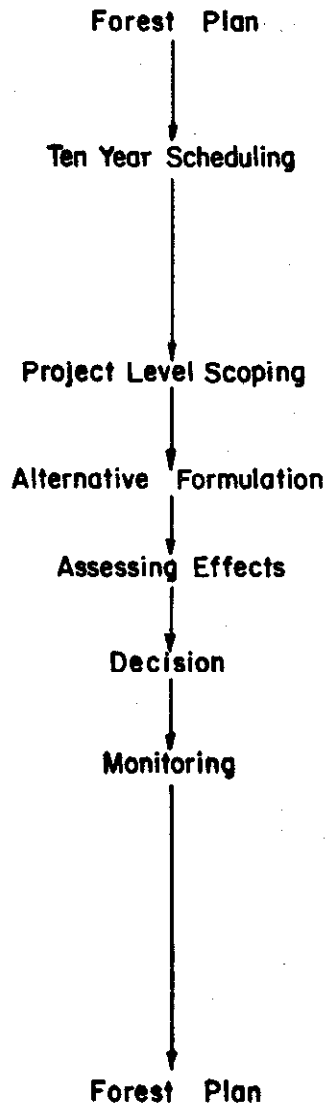 Forest Plan
Ten Year Scheduling
Project Level Scoping
Alternative Formulation
Assessing Effects
Decision
Monitoring
Forest Plan